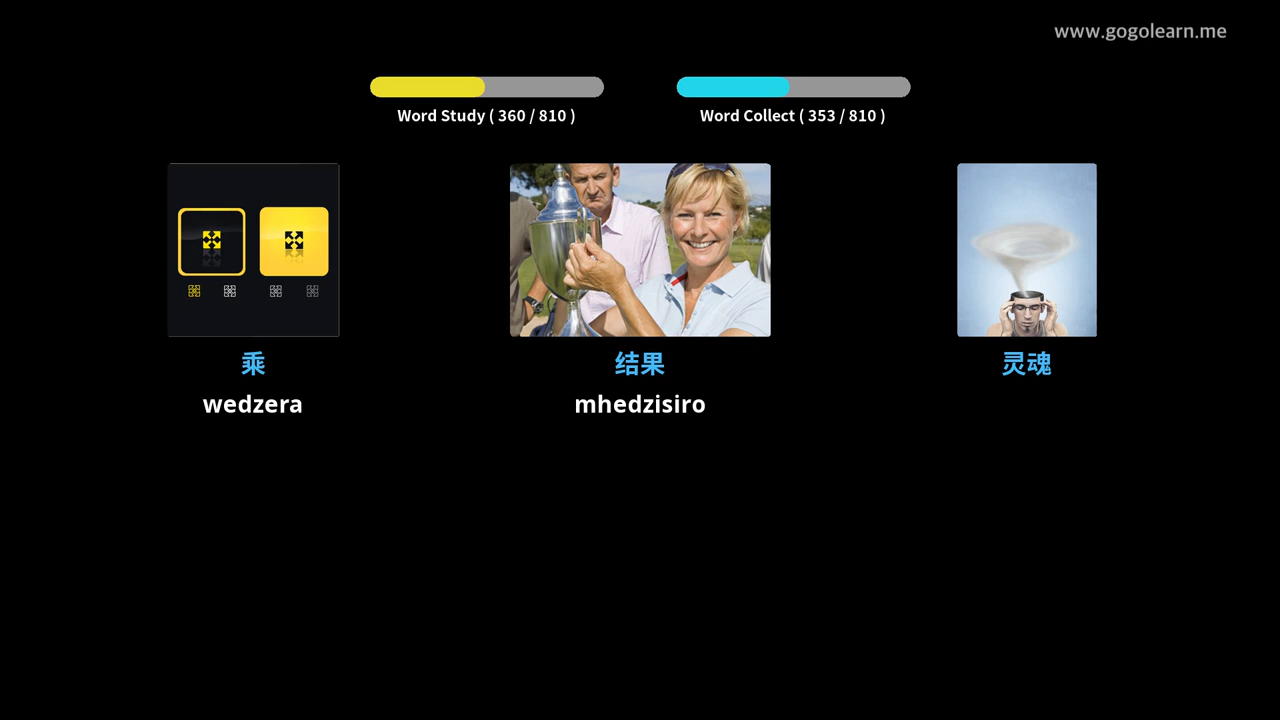 www.gogolearn.me
Word Study ( 360 / 810 )
Word Collect ( 353 / 810 )
乘
结果
灵魂
wedzera
mhedzisiro